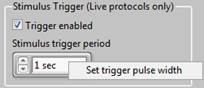 Stimulus Trigger (Live protocols only)
Trigger enabled
Stimulus trigger period
1 sec
Set trigger pulse width